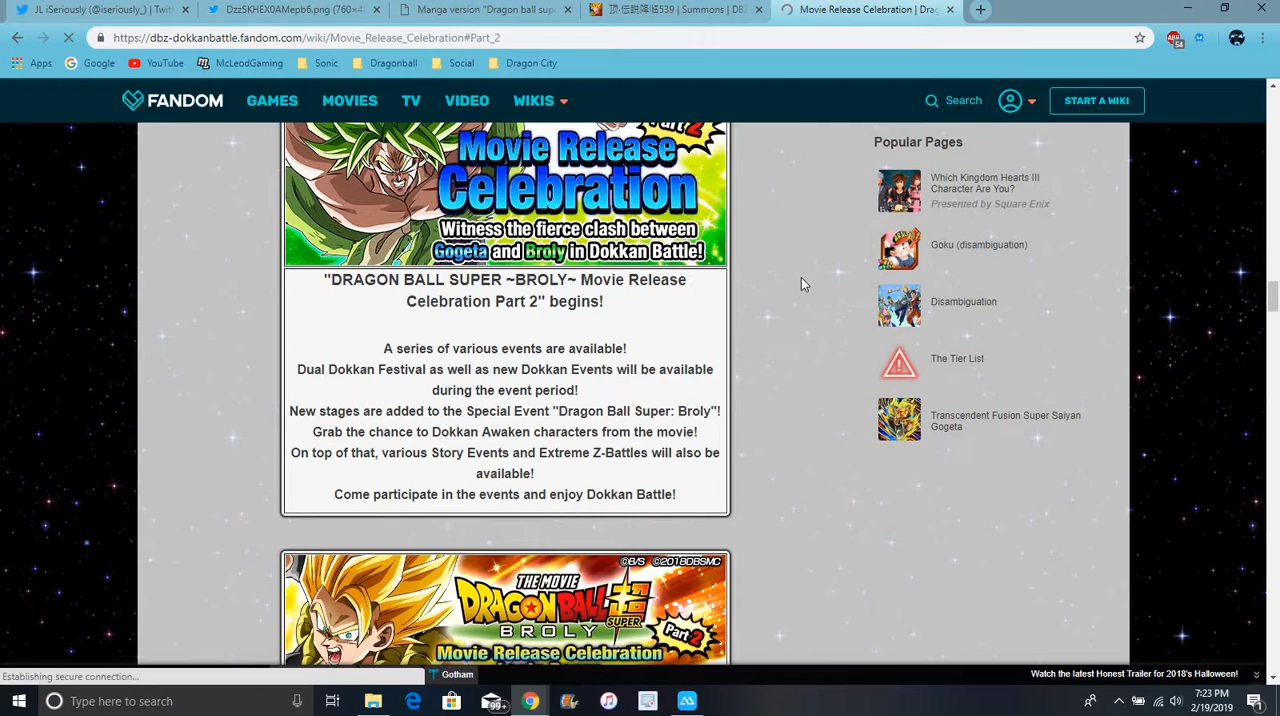 JL iSeriously (@iseriously_) | Twitt
DzzSKHEX0AMepb6.png (760×4
Manga version "Dragon ball supe
Summons | DBZ
Movie Release Celebration | Drag
https://dbz-dokkanbattle.fandom.com/wiki/Movie_Release_Celebration#Part_2
54
Apps Google YouTube McLeodGaming Sonic Dragonball Social Dragon City
FANDOM GAMES MOVIES TV VIDEO WIKIS Search START A WIKI
Part 2
Movie Release
Celebration
Witness the fierce clash between
Gogeta and Broly in Dokkan Battle!
"DRAGON BALL SUPER ~BROLY~ Movie Release
Celebration Part 2" begins!
A series of various events are available!
Dual Dokkan Festival as well as new Dokkan Events will be available
during the event period!
New stages are added to the Special Event "Dragon Ball Super: Broly"!
Grab the chance to Dokkan Awaken characters from the movie!
On top of that, various Story Events and Extreme Z-Battles will also be
available!
Come participate in the events and enjoy Dokkan Battle!
©B/S ©2018DBSMC
THE MOVIE
DRAGON BALL 超
SUPER
BROLY
Part 2
Movie Release Celebration
Popular Pages
Which Kingdom Hearts III
Character Are You?
Presented by Square Enix
Goku (disambiguation)
Disambiguation
The Tier List
Transcendent Fusion Super Saiyan
Gogeta
Establishing secure connection...
Gotham
Watch the latest Honest Trailer for 2018's Halloween!
Type here to search
99+
7:23 PM
2/19/2019
1